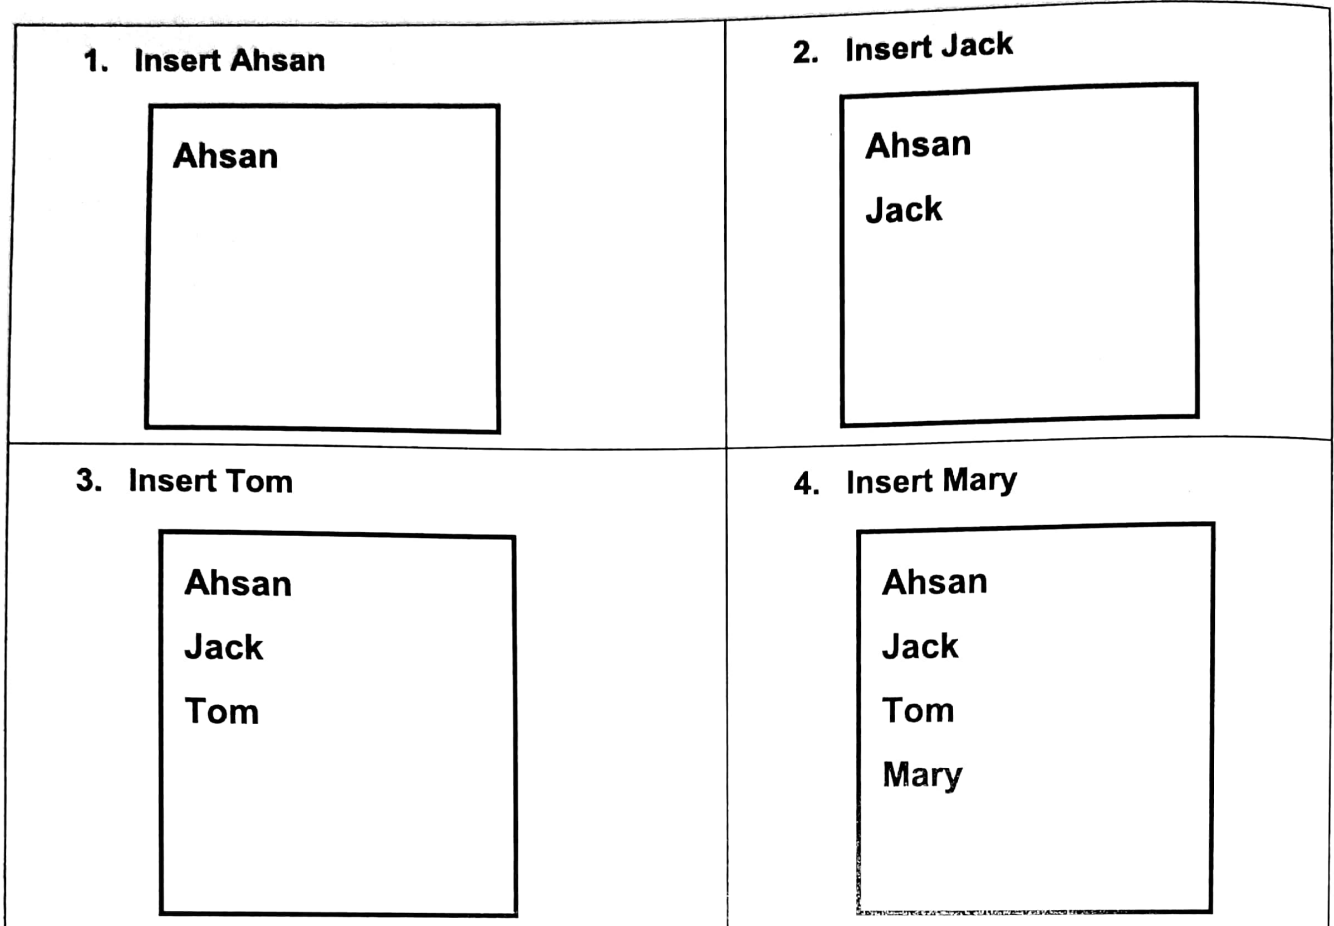 1. Insert Ahsan
Ahsan
2. Insert Jack
Ahsan
Jack
3. Insert Tom
Ahsan
Jack
Tom
4. Insert Mary
Ahsan
Jack
Tom
Mary